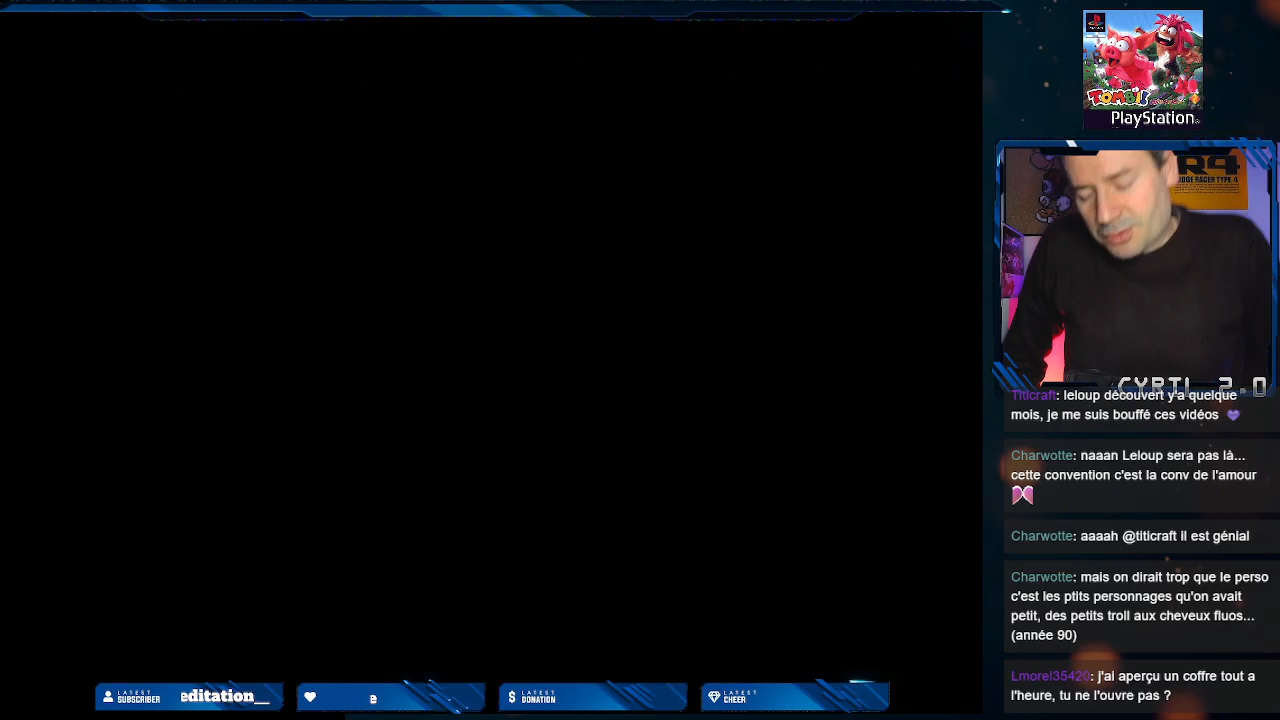 TOMBI!
PlayStation
R4
RIDGE RACER TYPE 4
CYRIL 2.0
Titicraft: leloup découvert y'a quelque
mois, je me suis bouffé ces vidéos
Charwotte: naaan Leloup sera pas là...
cette convention c'est la conv de l'amour
Charwotte: aaaah @titicraft il est génial
Charwotte: mais on dirait trop que le perso
c'est les ptits personnages qu'on avait
petit, des petits troll aux cheveux fluos...
(année 90)
Lmorel35420: j'ai aperçu un coffre tout a
l'heure, tu ne l'ouvre pas ?
LATEST
SUBSCRIBER
editation__
LATEST
DONATION
LATEST
CHEER